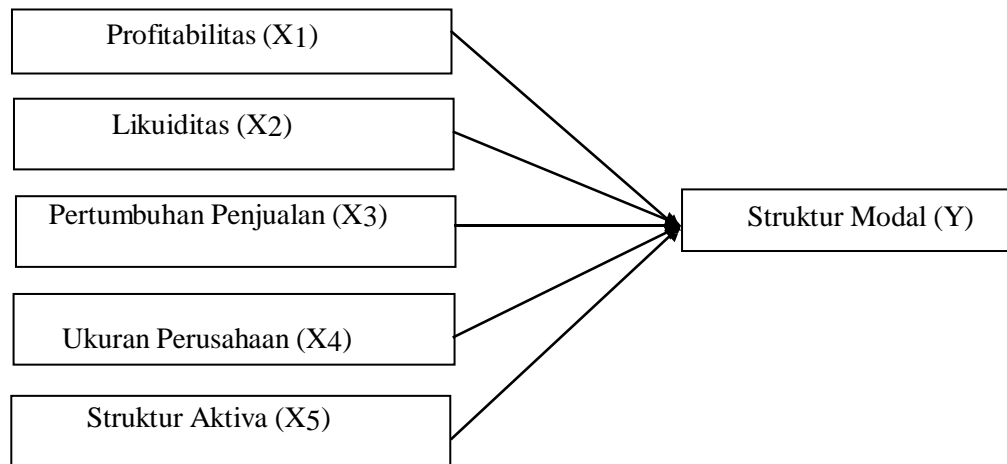 Profitabilitas (X1)
Likuiditas (X2)
Pertumbuhan Penjualan (X3)
Struktur Modal (Y)
Ukuran Perusahaan (X4)
Struktur Aktiva (X5)